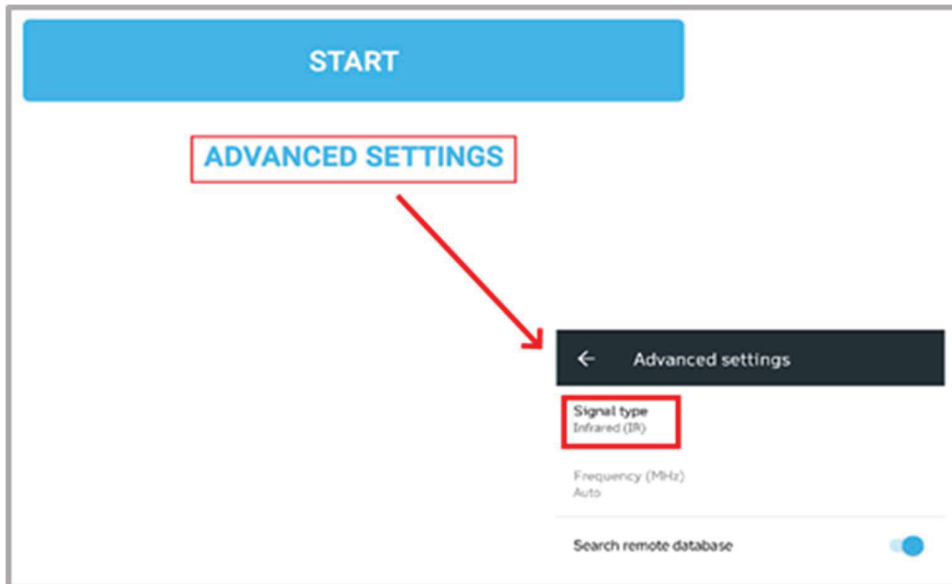 START
ADVANCED SETTINGS
Advanced settings
Signal type
Infrared (IR)
Frequency (MHz)
Auto
Search remote database